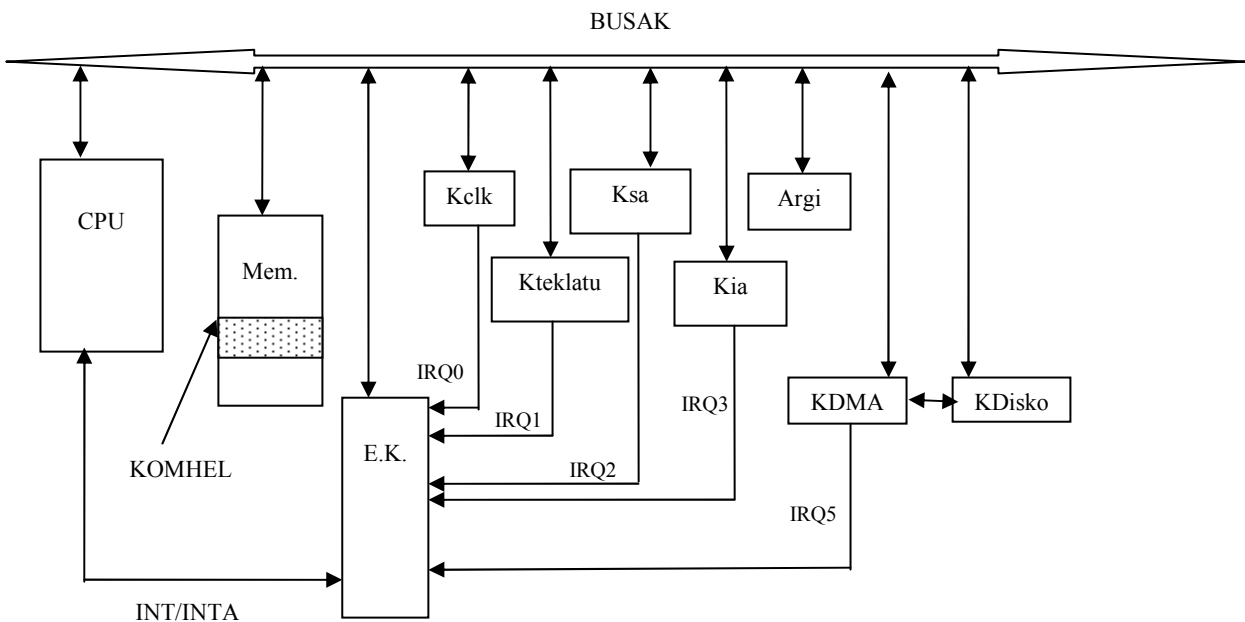 BUSAK
CPU
Mem.
Kclk
Kteklatu
Ksa
Kia
Argi
KDMA
KDisko
KOMHEL
E.K.
IRQ0
IRQ1
IRQ2
IRQ3
IRQ5
INT/INTA